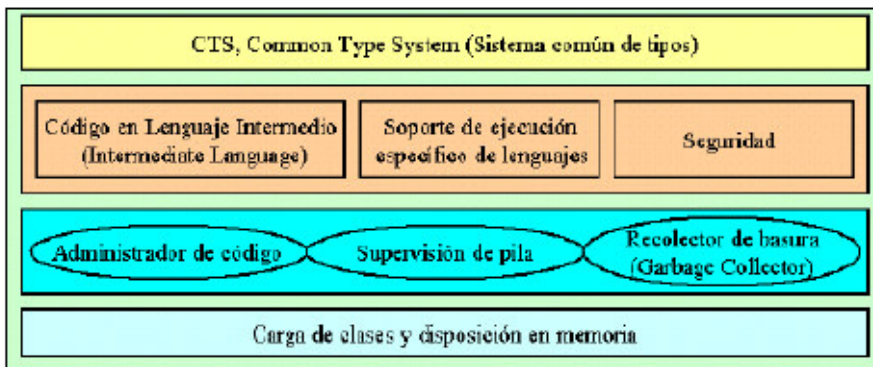 CTS, Common Type System (Sistema común de tipos)
Código en Lenguaje Intermedio
(Intermediate Language)
Soporte de ejecución
específico de lenguajes
Seguridad
Administrador de código
Supervisión de pila
Recolector de basura
(Garbage Collector)
Carga de clases y disposición en memoria